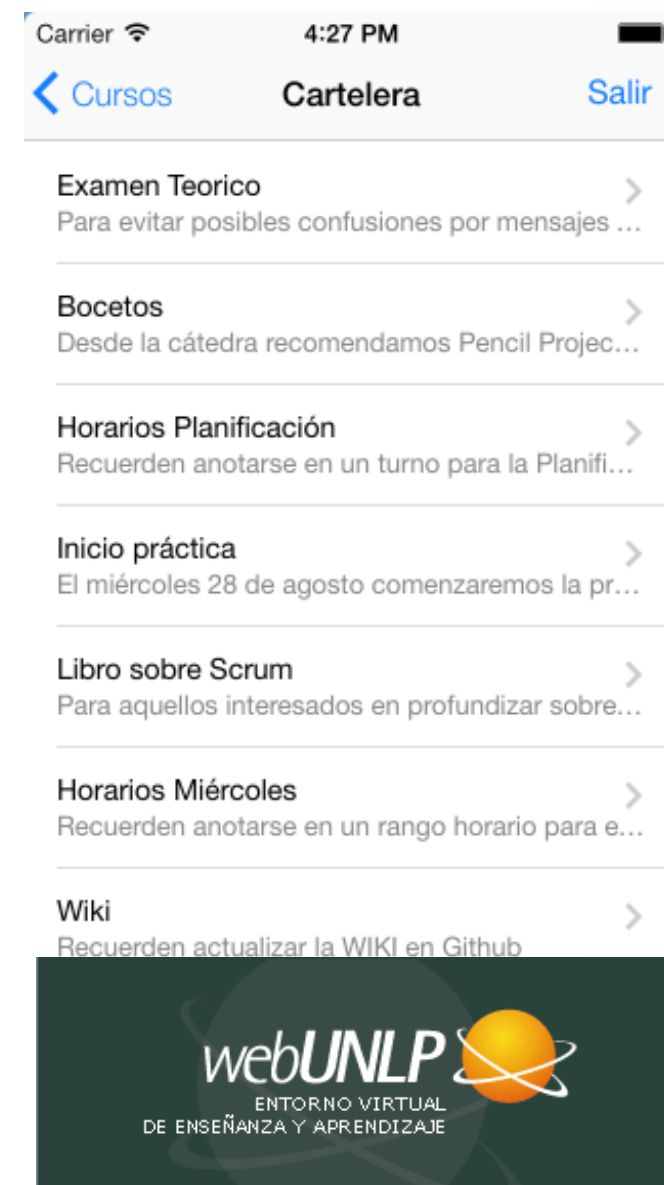 Carrier 4:27 PM
Cursos Cartelera Salir
Examen Teorico
Para evitar posibles confusiones por mensajes ...
Bocetos
Desde la cátedra recomendamos Pencil Projec...
Horarios Planificación
Recuerden anotarse en un turno para la Planifi...
Inicio práctica
El miércoles 28 de agosto comenzaremos la pr...
Libro sobre Scrum
Para aquellos interesados en profundizar sobre...
Horarios Miércoles
Recuerden anotarse en un rango horario para e...
Wiki
Recuerden actualizar la WIKI en Github
webUNLP
ENTORNO VIRTUAL
DE ENSEÑANZA Y APRENDIZAJE